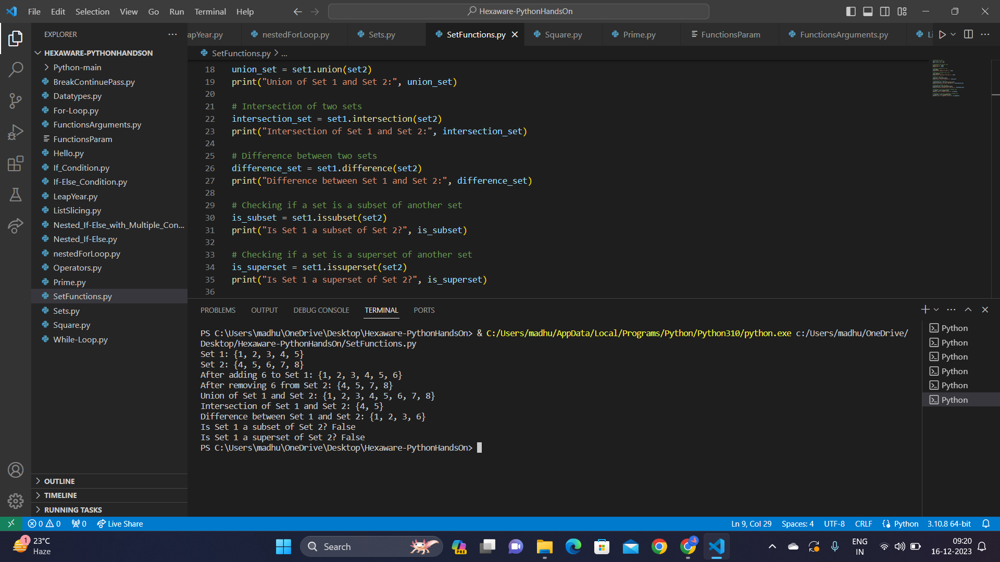 File Edit Selection View Go Run Terminal Help
Hexaware-PythonHandsOn
EXPLORER
apYear.py nestedForLoop.py Sets.py SetFunctions.py Square.py Prime.py FunctionsParam FunctionsArguments.py Li
HEXAWARE-PYTHONHANDSON
Python-main
BreakContinuePass.py
Datatypes.py
For-Loop.py
FunctionsArguments.py
FunctionsParam
Hello.py
If_Condition.py
If-Else_Condition.py
LeapYear.py
ListSlicing.py
Nested_If-Else_with_Multiple_Con...
Nested_If-Else.py
nestedForLoop.py
Operators.py
Prime.py
SetFunctions.py
Sets.py
Square.py
While-Loop.py
OUTLINE
TIMELINE
RUNNING TASKS
SetFunctions.py > ...
18 union_set = set1.union(set2)
19 print("Union of Set 1 and Set 2:", union_set)
20
21 # Intersection of two sets
22 intersection_set = set1.intersection(set2)
23 print("Intersection of Set 1 and Set 2:", intersection_set)
24
25 # Difference between two sets
26 difference_set = set1.difference(set2)
27 print("Difference between Set 1 and Set 2:", difference_set)
28
29 # Checking if a set is a subset of another set
30 is_subset = set1.issubset(set2)
31 print("Is Set 1 a subset of Set 2?", is_subset)
32
33 # Checking if a set is a superset of another set
34 is_superset = set1.issuperset(set2)
35 print("Is Set 1 a superset of Set 2?", is_superset)
36
PROBLEMS OUTPUT DEBUG CONSOLE TERMINAL PORTS
PS C:\Users\madhu\OneDrive\Desktop\Hexaware-PythonHandsOn> & C:/Users/madhu/AppData/Local/Programs/Python/Python310/python.exe c:/Users/madhu/OneDrive/
Desktop/Hexaware-PythonHandsOn/SetFunctions.py
Set 1: {1, 2, 3, 4, 5}
Set 2: {4, 5, 6, 7, 8}
After adding 6 to Set 1: {1, 2, 3, 4, 5, 6}
After removing 6 from Set 2: {4, 5, 7, 8}
Union of Set 1 and Set 2: {1, 2, 3, 4, 5, 6, 7, 8}
Intersection of Set 1 and Set 2: {4, 5}
Difference between Set 1 and Set 2: {1, 2, 3, 6}
Is Set 1 a subset of Set 2? False
Is Set 1 a superset of Set 2? False
PS C:\Users\madhu\OneDrive\Desktop\Hexaware-PythonHandsOn>
Python
Python
Python
Python
Python
Python
0 0 0 Live Share Ln 9, Col 29 Spaces: 4 UTF-8 CRLF Python 3.10.8 64-bit
1
23°C
Haze
Search
PRE
ENG
IN
09:20
16-12-2023